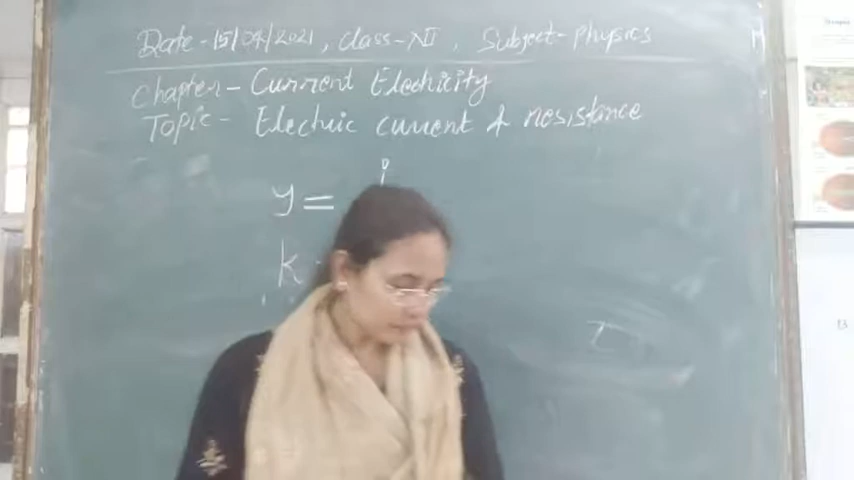 Date - 15/04/2021, class - XII, Subject - Physics
Chapter - Current Electricity
Topic - Electric current & resistance
i
y =
k